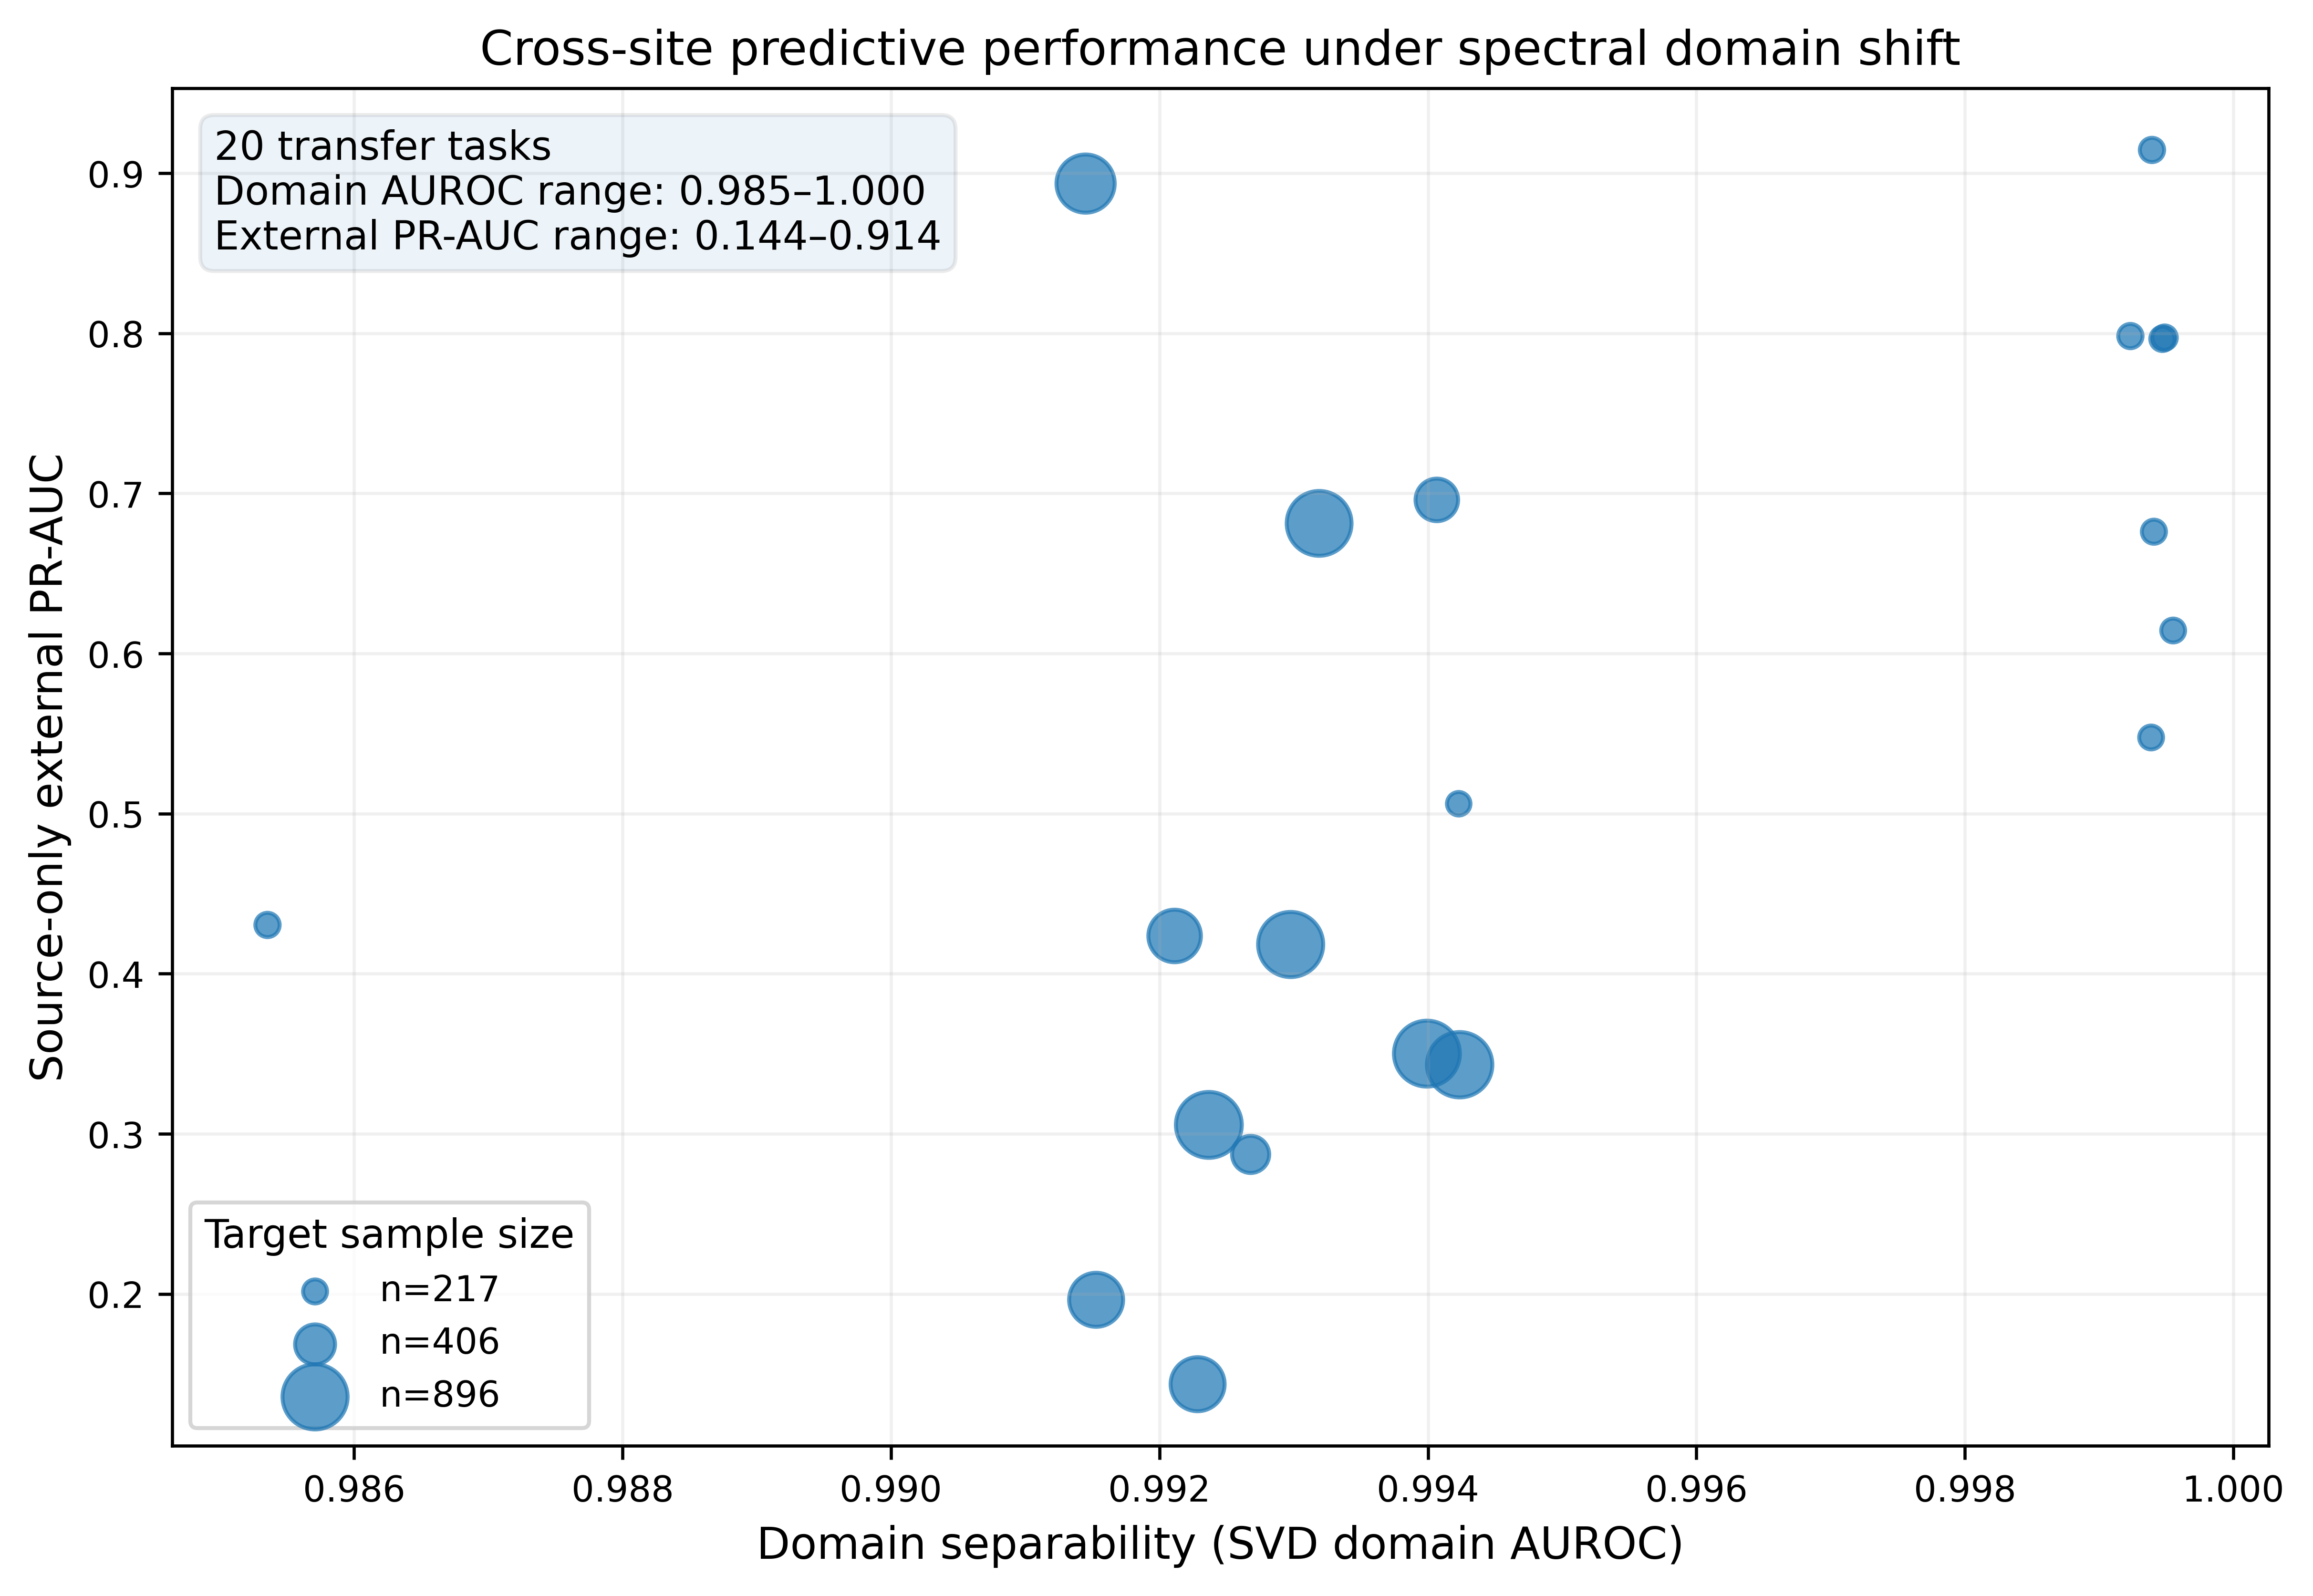 Cross-site predictive performance under spectral domain shift
20 transfer tasks
Domain AUROC range: 0.985–1.000
External PR-AUC range: 0.144–0.914
Source-only external PR-AUC
0.9
0.8
0.7
0.6
0.5
0.4
0.3
0.2
Target sample size
n=217
n=406
n=896
0.986 0.988 0.990 0.992 0.994 0.996 0.998 1.000
Domain separability (SVD domain AUROC)